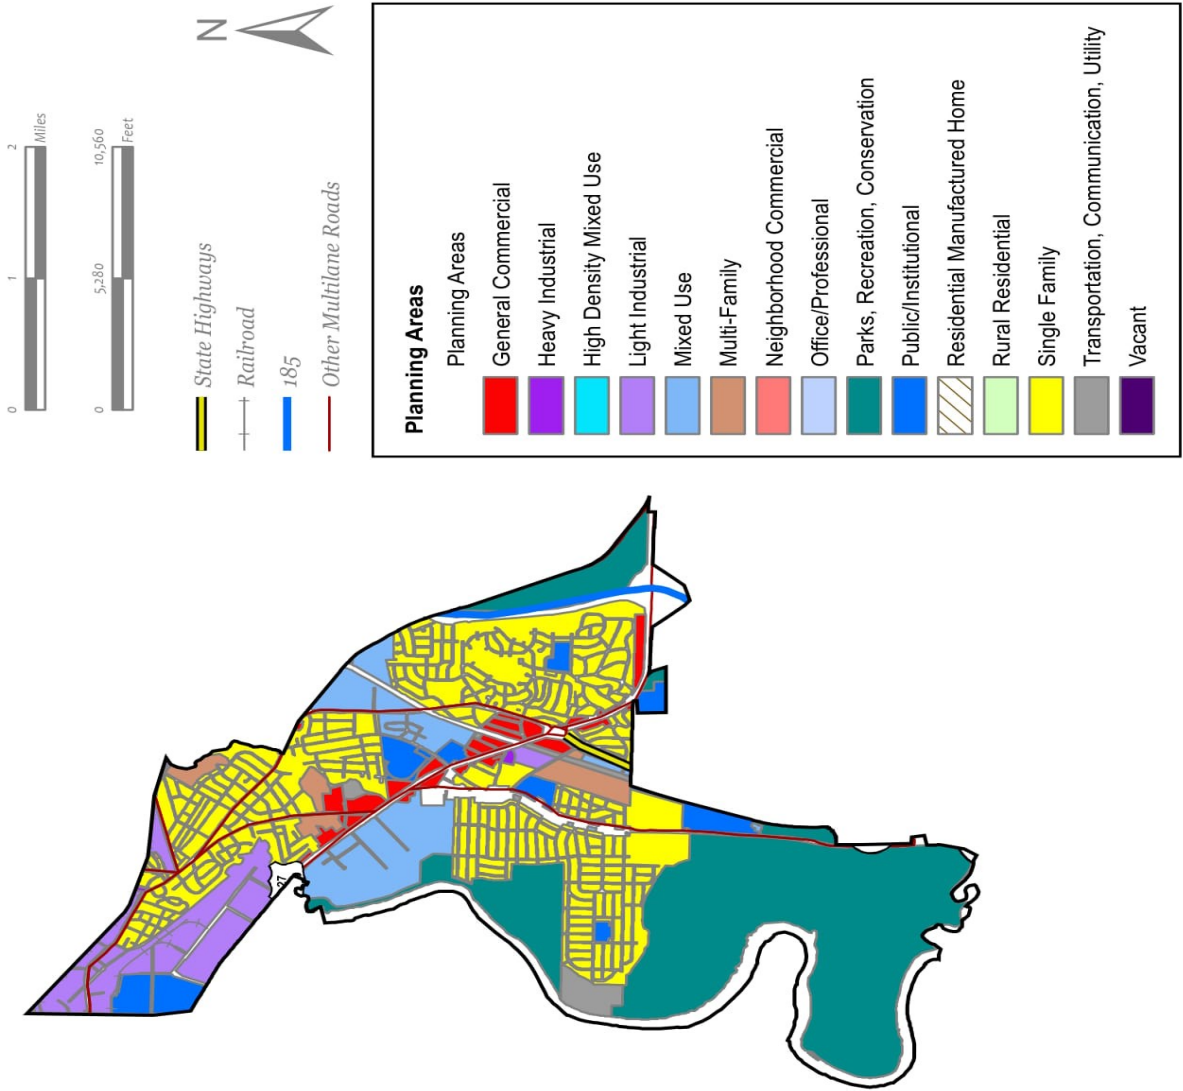 N
0 1 2
Miles
0 5,280 10,560
Feet
State Highways
Railroad
185
Other Multilane Roads
Planning Areas
Planning Areas
General Commercial
Heavy Industrial
High Density Mixed Use
Light Industrial
Mixed Use
Multi-Family
Neighborhood Commercial
Office/Professional
Parks, Recreation, Conservation
Public/Institutional
Residential Manufactured Home
Rural Residential
Single Family
Transportation, Communication, Utility
Vacant
27